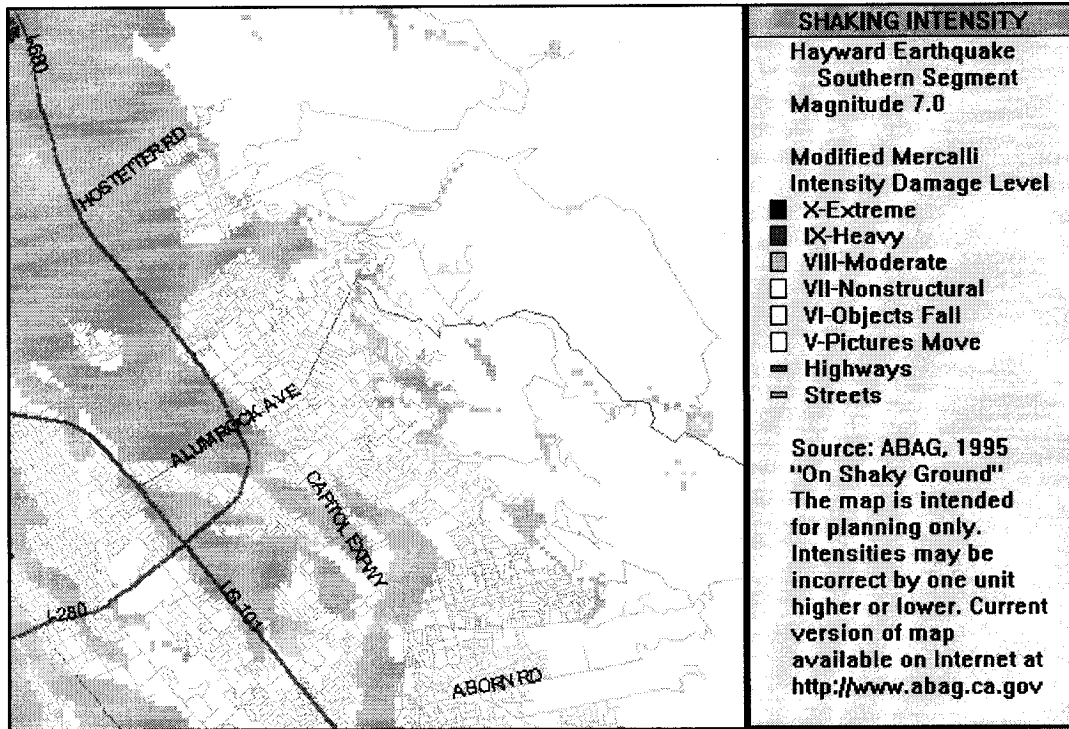 I-680
HOSTETTER RD
ALUM ROCK AVE
CAPITOL EXPWY
I-280
US-101
ABORN RD
SHAKING INTENSITY
Hayward Earthquake
Southern Segment
Magnitude 7.0
Modified Mercalli
Intensity Damage Level
X-Extreme
IX-Heavy
VIII-Moderate
VII-Nonstructural
VI-Objects Fall
V-Pictures Move
Highways
Streets
Source: ABAG, 1995
"On Shaky Ground"
The map is intended
for planning only.
Intensities may be
incorrect by one unit
higher or lower. Current
version of map
available on Internet at
http://www.abag.ca.gov